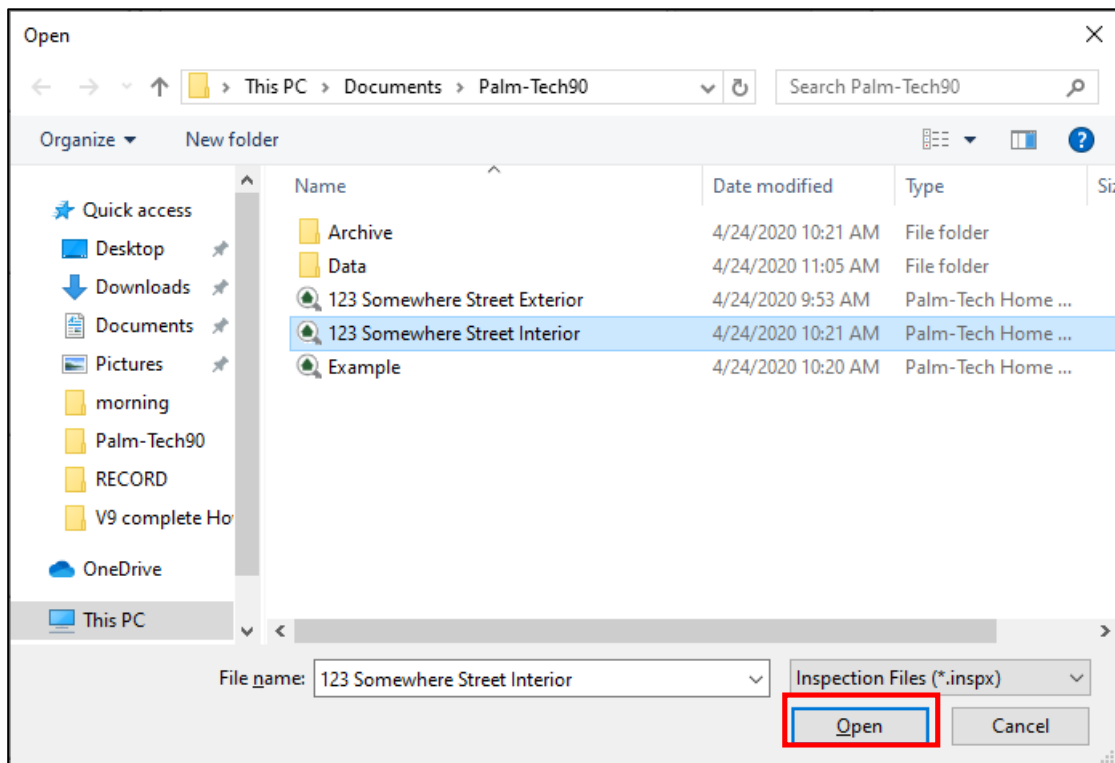 Open
This PC > Documents > Palm-Tech90
Search Palm-Tech90
Organize
New folder
Name
Date modified
Type
Siz
Quick access
Desktop
Downloads
Documents
Pictures
morning
Palm-Tech90
RECORD
V9 complete Ho
OneDrive
This PC
Archive 4/24/2020 10:21 AM File folder
Data 4/24/2020 11:05 AM File folder
123 Somewhere Street Exterior 4/24/2020 9:53 AM Palm-Tech Home ...
123 Somewhere Street Interior 4/24/2020 10:21 AM Palm-Tech Home ...
Example 4/24/2020 10:20 AM Palm-Tech Home ...
File name: 123 Somewhere Street Interior
Inspection Files (*.inspx)
Open
Cancel